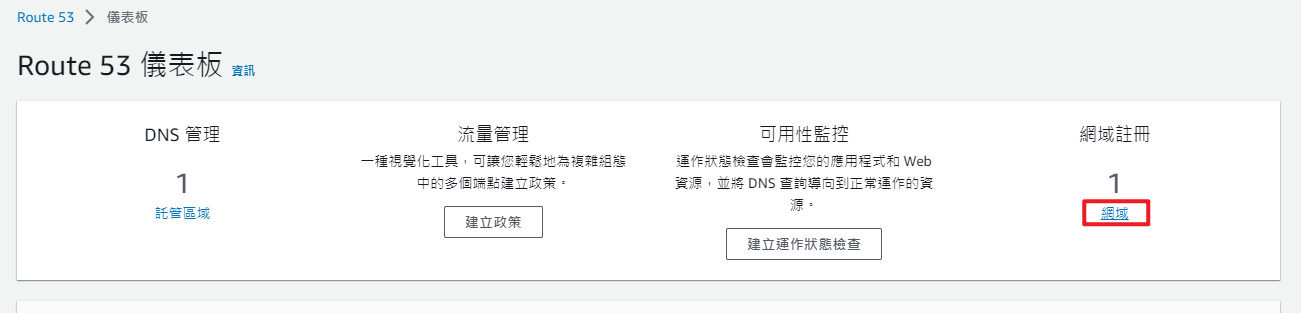 Route 53 > 儀表板
Route 53 儀表板 資訊
DNS 管理
1
託管區域
流量管理
一種視覺化工具，可讓您輕鬆地為複雜組態
中的多個端點建立政策。
建立政策
可用性監控
運作狀態檢查會監控您的應用程式和 Web
資源，並將 DNS 查詢導向到正常運作的資
源。
建立運作狀態檢查
網域註冊
1
網域